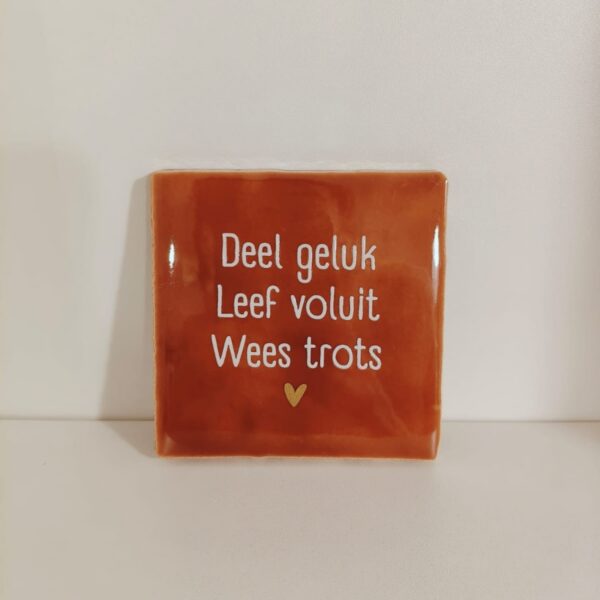 Deel geluk
Leef voluit
Wees trots